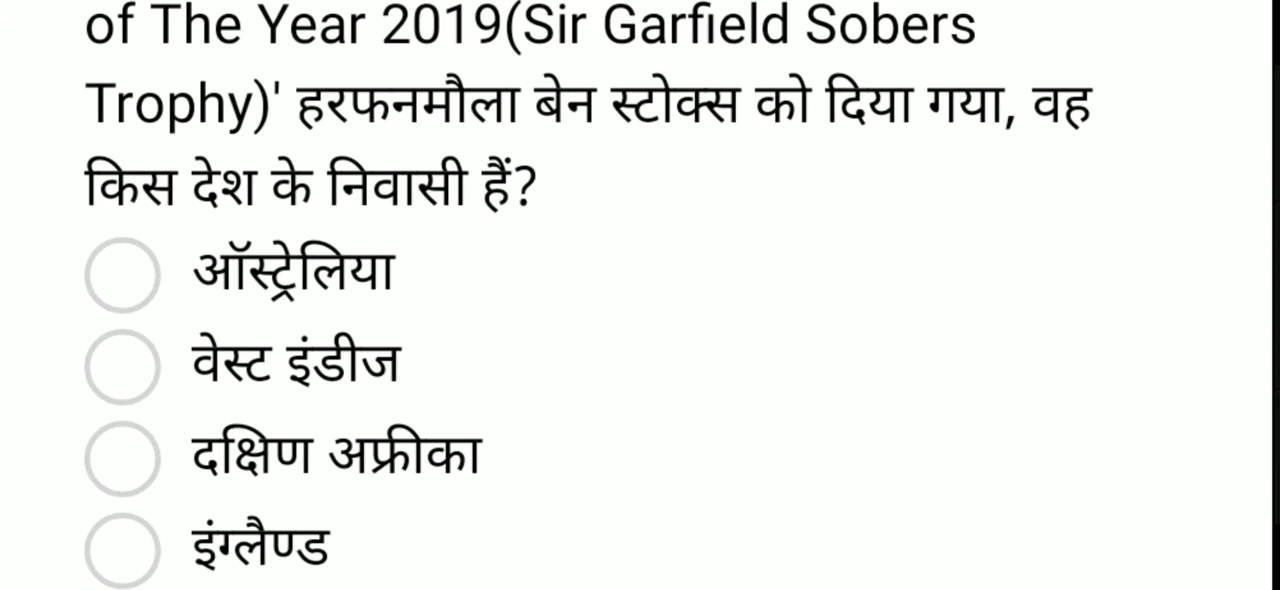 of The Year 2019(Sir Garfield Sobers
Trophy)' हरफनमौला बेन स्टोक्स को दिया गया, वह
किस देश के निवासी हैं?
ऑस्ट्रेलिया
वेस्ट इंडीज
दक्षिण अफ्रीका
इंग्लैण्ड